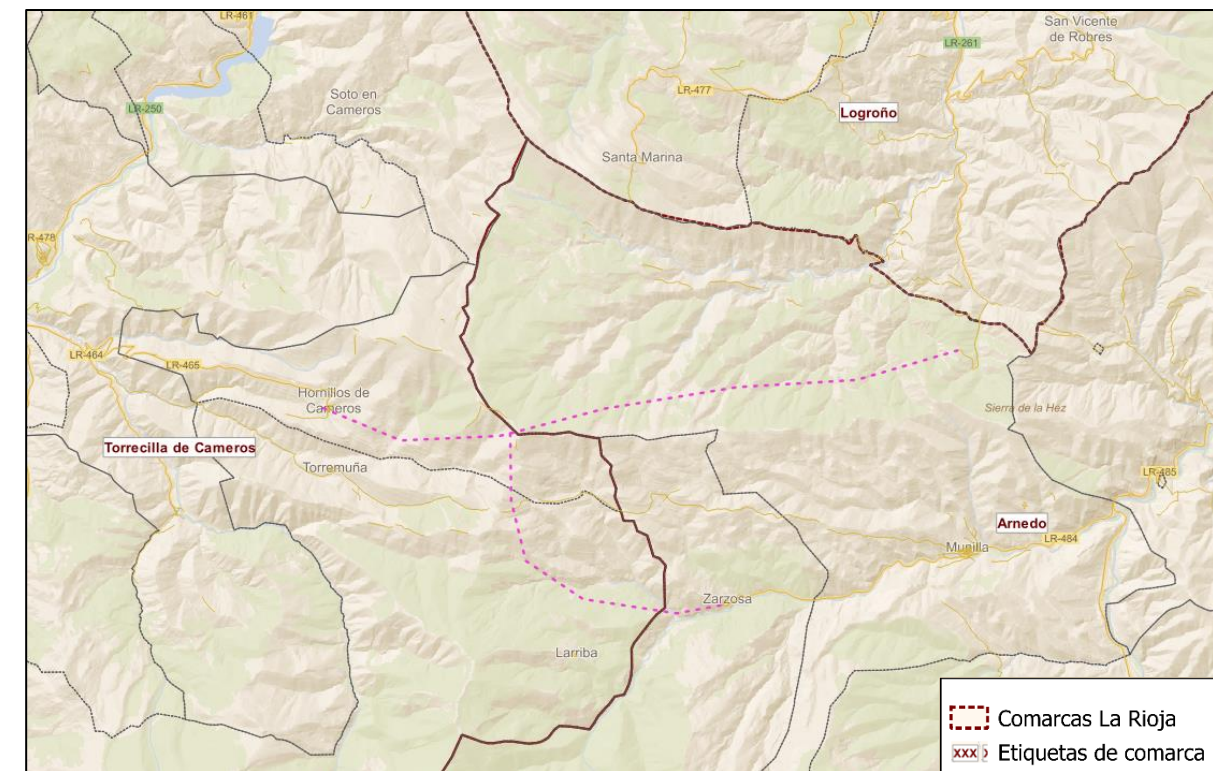 LR-461
San Vicente
de Robres
LR-261
LR-250
Soto en
Cameros
LR-477
Logroño
Santa Marina
R-478
LR-464
LR-465
Hornillos de
Cameros
Sierra de la Hez
Torrecilla de Cameros
Torremuña
LR-485
Arnedo
Munilla
LR-484
Zarzosa
Larriba
Comarcas La Rioja
xxx
Etiquetas de comarca